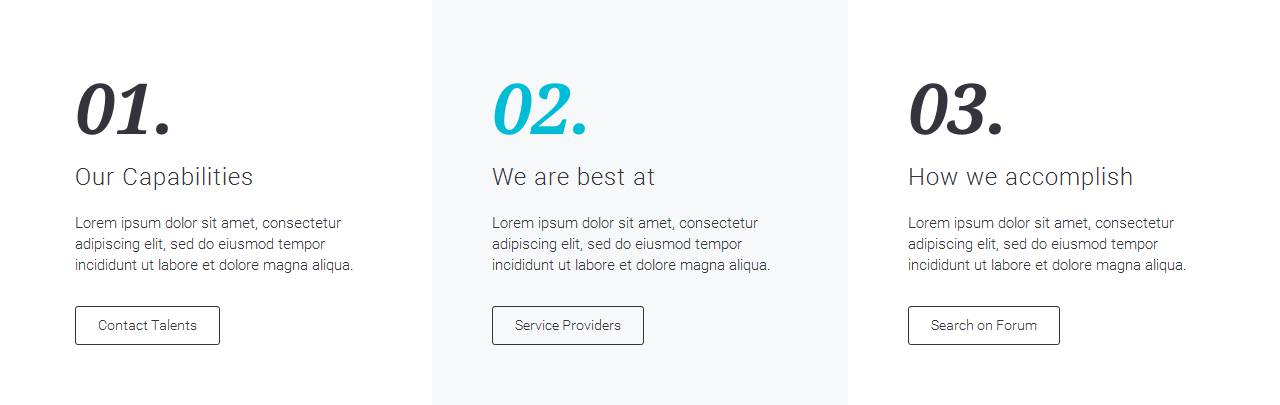 01.
Our Capabilities
Lorem ipsum dolor sit amet, consectetur
adipiscing elit, sed do eiusmod tempor
incididunt ut labore et dolore magna aliqua.
Contact Talents
02.
We are best at
Lorem ipsum dolor sit amet, consectetur
adipiscing elit, sed do eiusmod tempor
incididunt ut labore et dolore magna aliqua.
Service Providers
03.
How we accomplish
Lorem ipsum dolor sit amet, consectetur
adipiscing elit, sed do eiusmod tempor
incididunt ut labore et dolore magna aliqua.
Search on Forum